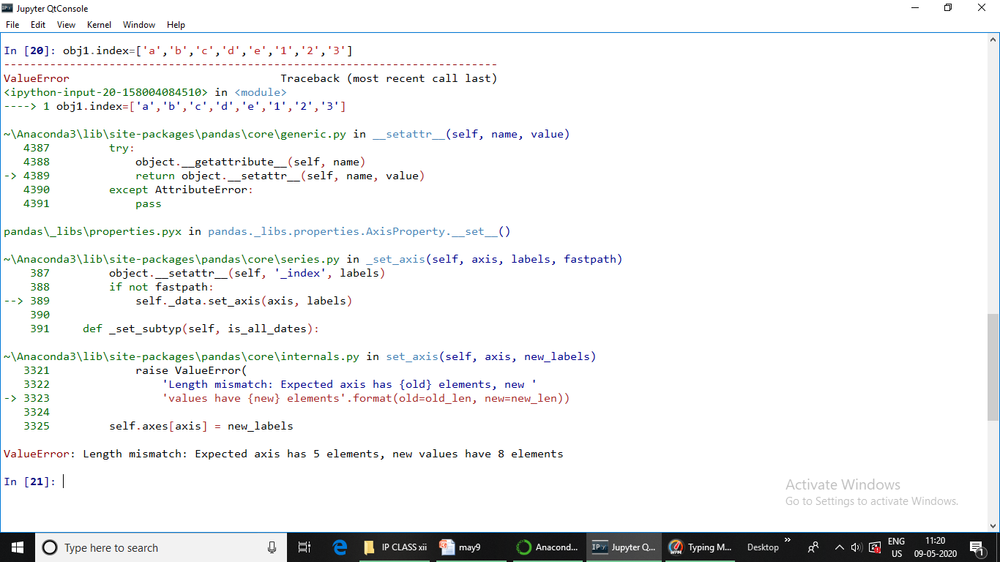 Jupyter QtConsole
File Edit View Kernel Window Help
In [20]: obj1.index=['a','b','c','d','e','1','2','3']
---------------------------------------------------------------------------
ValueError                                Traceback (most recent call last)
<ipython-input-20-158004084510> in <module>
----> 1 obj1.index=['a','b','c','d','e','1','2','3']
~\Anaconda3\lib\site-packages\pandas\core\generic.py in __setattr__(self, name, value)
   4387         try:
   4388             object.__getattribute__(self, name)
-> 4389             return object.__setattr__(self, name, value)
   4390         except AttributeError:
   4391             pass
pandas\_libs\properties.pyx in pandas._libs.properties.AxisProperty.__set__()
~\Anaconda3\lib\site-packages\pandas\core\series.py in _set_axis(self, axis, labels, fastpath)
    387         object.__setattr__(self, '_index', labels)
    388         if not fastpath:
--> 389             self._data.set_axis(axis, labels)
    390
    391     def _set_subtyp(self, is_all_dates):
~\Anaconda3\lib\site-packages\pandas\core\internals.py in set_axis(self, axis, new_labels)
   3321             raise ValueError(
   3322                 'Length mismatch: Expected axis has {old} elements, new '
-> 3323                 'values have {new} elements'.format(old=old_len, new=new_len))
   3324
   3325         self.axes[axis] = new_labels
ValueError: Length mismatch: Expected axis has 5 elements, new values have 8 elements
In [21]:
Activate Windows
Go to Settings to activate Windows.
Type here to search IP CLASS xii may9 Anacond... IP[y]: Jupyter Q... WPM Typing M... Desktop » ENG US 11:20 09-05-2020 1